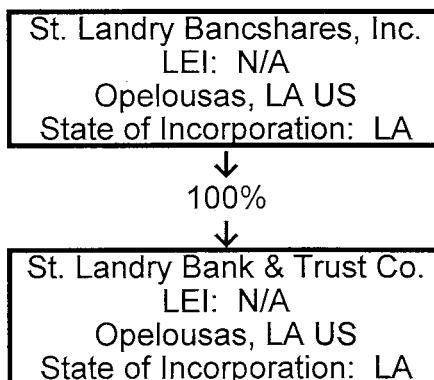 St. Landry Bancshares, Inc.
LEI: N/A
Opelousas, LA US
State of Incorporation: LA
100%
St. Landry Bank & Trust Co.
LEI: N/A
Opelousas, LA US
State of Incorporation: LA